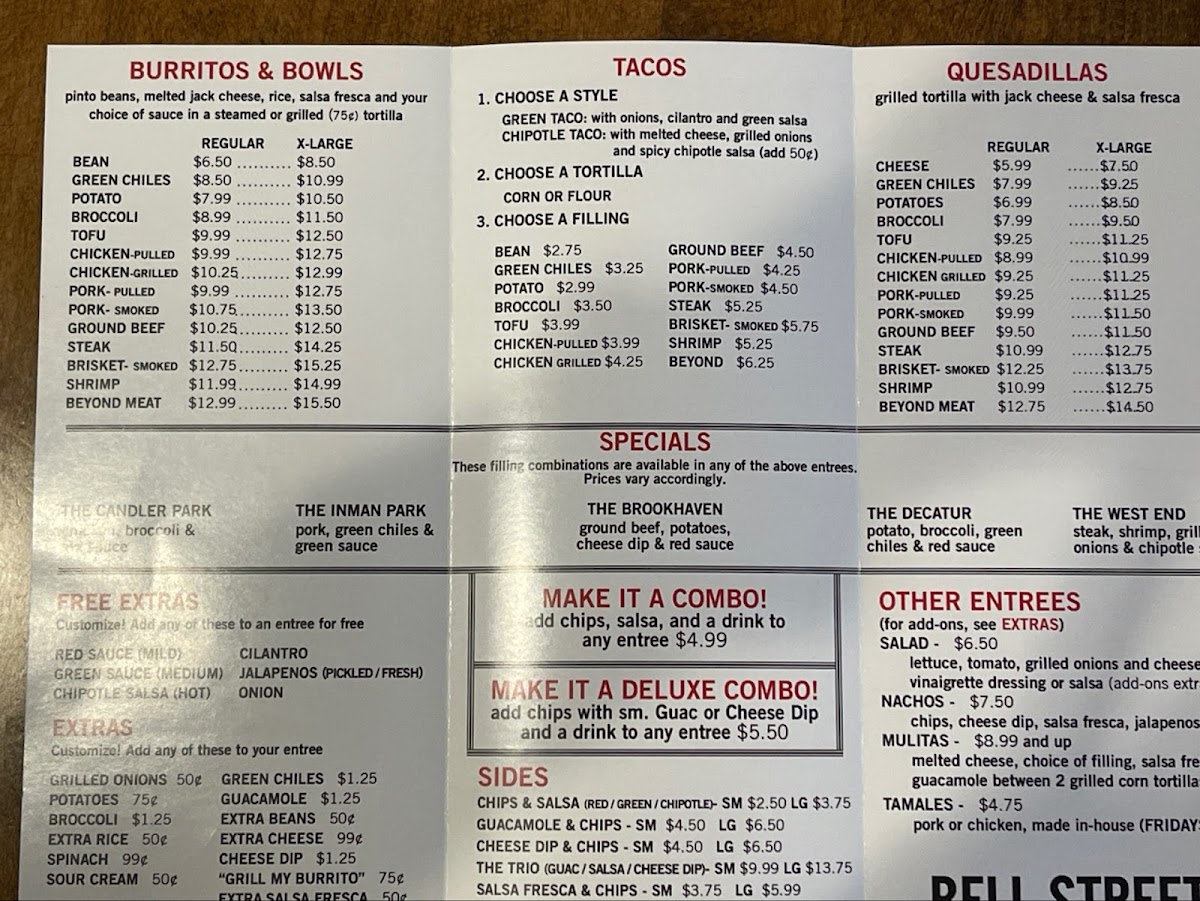 BURRITOS & BOWLS
pinto beans, melted jack cheese, rice, salsa fresca and your
choice of sauce in a steamed or grilled (75¢) tortilla
REGULAR X-LARGE
BEAN $6.50 .......... $8.50
GREEN CHILES $8.50 .......... $10.99
POTATO $7.99 .......... $10.50
BROCCOLI $8.99 .......... $11.50
TOFU $9.99 .......... $12.50
CHICKEN-PULLED $9.99 .......... $12.75
CHICKEN-GRILLED $10.25.......... $12.99
PORK- PULLED $9.99 .......... $12.75
PORK- SMOKED $10.75.......... $13.50
GROUND BEEF $10.25.......... $12.50
STEAK $11.50.......... $14.25
BRISKET- SMOKED $12.75.......... $15.25
SHRIMP $11.99.......... $14.99
BEYOND MEAT $12.99.......... $15.50
TACOS
1. CHOOSE A STYLE
GREEN TACO: with onions, cilantro and green salsa
CHIPOTLE TACO: with melted cheese, grilled onions
and spicy chipotle salsa (add 50¢)
2. CHOOSE A TORTILLA
CORN OR FLOUR
3. CHOOSE A FILLING
BEAN $2.75
GREEN CHILES $3.25
POTATO $2.99
BROCCOLI $3.50
TOFU $3.99
CHICKEN-PULLED $3.99
CHICKEN GRILLED $4.25
GROUND BEEF $4.50
PORK-PULLED $4.25
PORK-SMOKED $4.50
STEAK $5.25
BRISKET- SMOKED $5.75
SHRIMP $5.25
BEYOND $6.25
QUESADILLAS
grilled tortilla with jack cheese & salsa fresca
REGULAR X-LARGE
CHEESE $5.99 ......$7.50
GREEN CHILES $7.99 ......$9.25
POTATOES $6.99 ......$8.50
BROCCOLI $7.99 ......$9.50
TOFU $9.25 ......$11.25
CHICKEN-PULLED $8.99 ......$10.99
CHICKEN GRILLED $9.25 ......$11.25
PORK-PULLED $9.25 ......$11.25
PORK-SMOKED $9.99 ......$11.50
GROUND BEEF $9.50 ......$11.50
STEAK $10.99 ......$12.75
BRISKET- SMOKED $12.25 ......$13.75
SHRIMP $10.99 ......$12.75
BEYOND MEAT $12.75 ......$14.50
SPECIALS
These filling combinations are available in any of the above entrees.
Prices vary accordingly.
THE CANDLER PARK
broccoli &
sauce
THE INMAN PARK
pork, green chiles &
green sauce
THE BROOKHAVEN
ground beef, potatoes,
cheese dip & red sauce
THE DECATUR
potato, broccoli, green
chiles & red sauce
THE WEST END
steak, shrimp, gril
onions & chipotle
FREE EXTRAS
Customize! Add any of these to an entree for free
RED SAUCE (MILD)
GREEN SAUCE (MEDIUM)
CHIPOTLE SALSA (HOT)
CILANTRO
JALAPENOS (PICKLED / FRESH)
ONION
EXTRAS
Customize! Add any of these to your entree
GRILLED ONIONS 50¢
POTATOES 75¢
BROCCOLI $1.25
EXTRA RICE 50¢
SPINACH 99¢
SOUR CREAM 50¢
GREEN CHILES $1.25
GUACAMOLE $1.25
EXTRA BEANS 50¢
EXTRA CHEESE 99¢
CHEESE DIP $1.25
“GRILL MY BURRITO” 75¢
EXTRA SALSA FRESCA 50¢
MAKE IT A COMBO!
add chips, salsa, and a drink to
any entree $4.99
MAKE IT A DELUXE COMBO!
add chips with sm. Guac or Cheese Dip
and a drink to any entree $5.50
SIDES
CHIPS & SALSA (RED / GREEN / CHIPOTLE)- SM $2.50 LG $3.75
GUACAMOLE & CHIPS - SM $4.50 LG $6.50
CHEESE DIP & CHIPS - SM $4.50 LG $6.50
THE TRIO (GUAC / SALSA / CHEESE DIP)- SM $9.99 LG $13.75
SALSA FRESCA & CHIPS - SM $3.75 LG $5.99
OTHER ENTREES
(for add-ons, see EXTRAS)
SALAD - $6.50
lettuce, tomato, grilled onions and cheese
vinaigrette dressing or salsa (add-ons extr
NACHOS - $7.50
chips, cheese dip, salsa fresca, jalapenos
MULITAS - $8.99 and up
melted cheese, choice of filling, salsa fre
guacamole between 2 grilled corn tortilla
TAMALES - $4.75
pork or chicken, made in-house (FRIDAY
BELL STREET